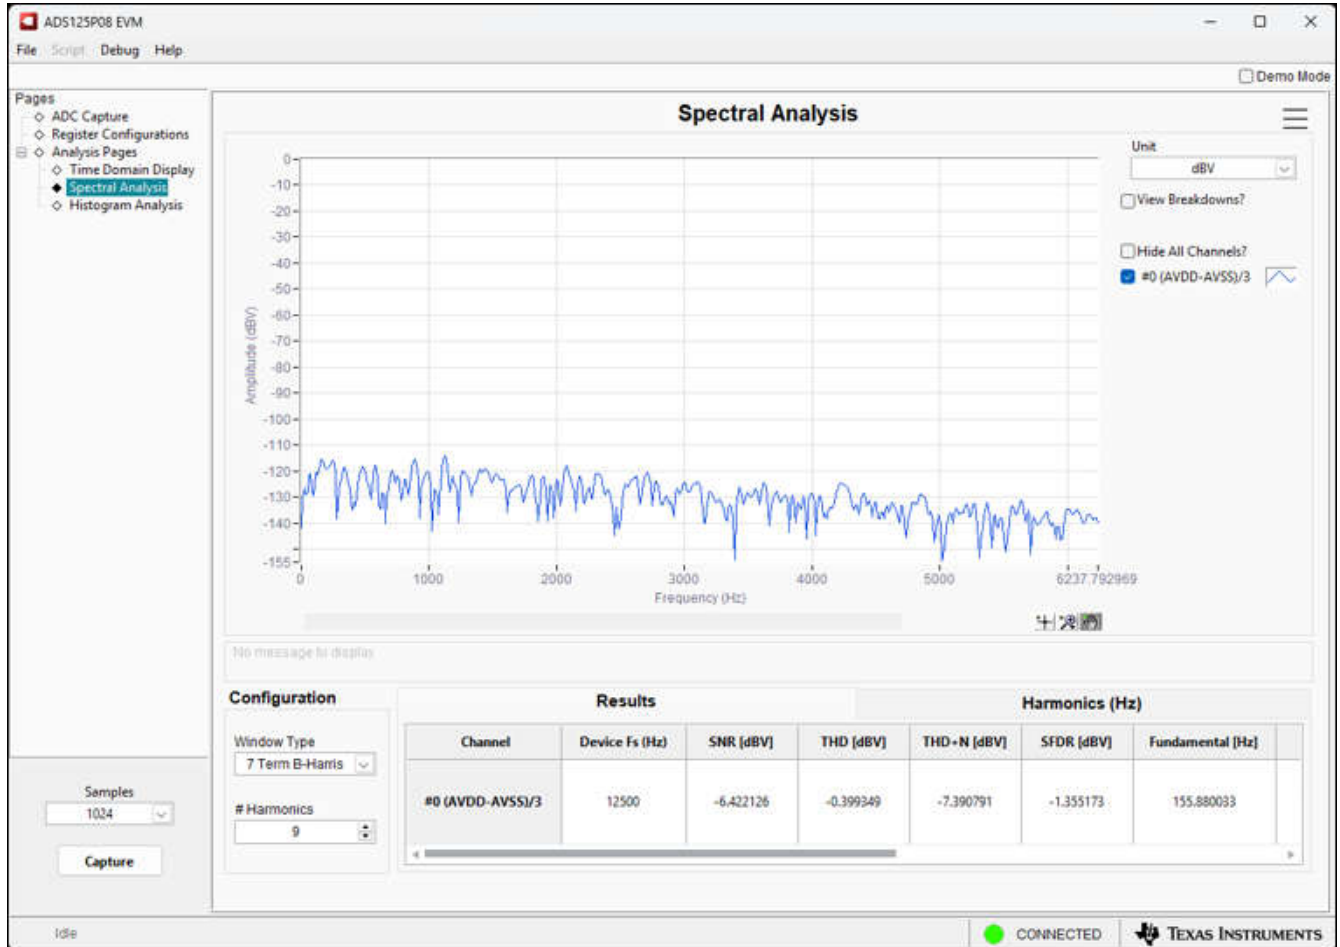 ADS125P08 EVM
File Script Debug Help
Demo Mode
Pages
ADC Capture
Register Configurations
Analysis Pages
Time Domain Display
Spectral Analysis
Histogram Analysis
Samples
1024
Capture
Spectral Analysis
Unit
dBV
View Breakdowns?
Hide All Channels?
#0 (AVDD-AVSS)/3
Amplitude (dBV)
0
-10
-20
-30
-40
-50
-60
-70
-80
-90
-100
-110
-120
-130
-140
-155
0 1000 2000 3000 4000 5000 6237.792969
Frequency (Hz)
No message to display
Configuration
Window Type
7 Term B-Harris
# Harmonics
9
Results Harmonics (Hz)
Channel Device Fs (Hz) SNR [dBV] THD [dBV] THD+N [dBV] SFDR [dBV] Fundamental [Hz]
#0 (AVDD-AVSS)/3 12500 -6.422126 -0.399349 -7.390791 -1.355173 155.880033
Idle CONNECTED TEXAS INSTRUMENTS